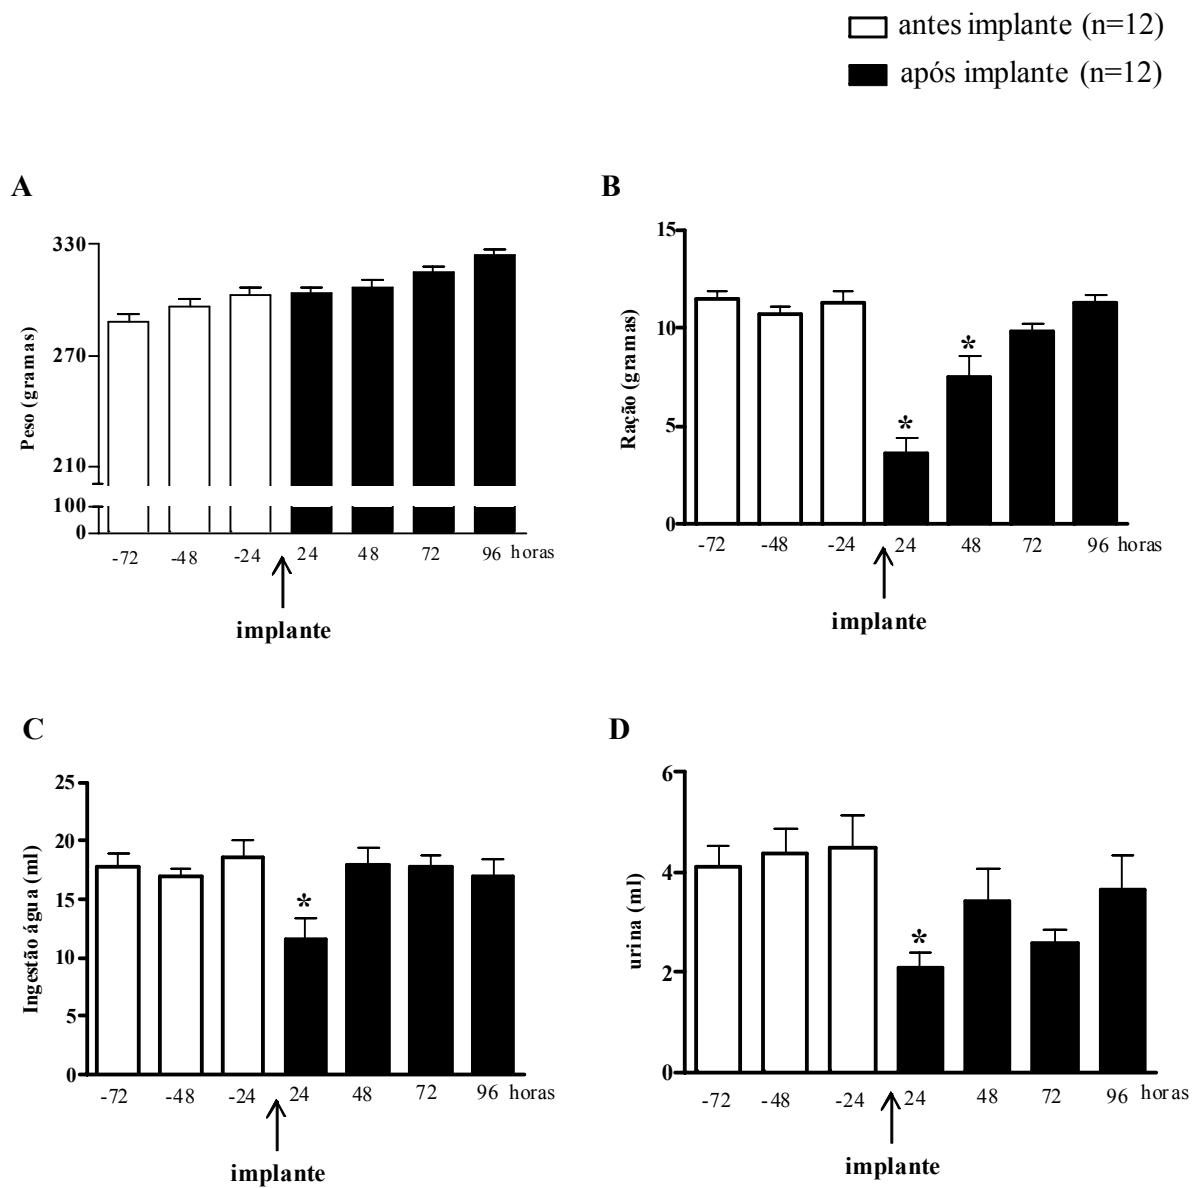 antes implante (n=12)
após implante (n=12)
A
330
270
210
100
0
Peso (gramas)
-72 -48 -24 24 48 72 96 horas
implante
B
15
10
5
0
Ração (gramas)
* *
-72 -48 -24 24 48 72 96 horas
implante
C
25
20
15
10
5
0
Ingestão água (ml)
*
-72 -48 -24 24 48 72 96 horas
implante
D
6
4
2
0
urina (ml)
*
-72 -48 -24 24 48 72 96 horas
implante